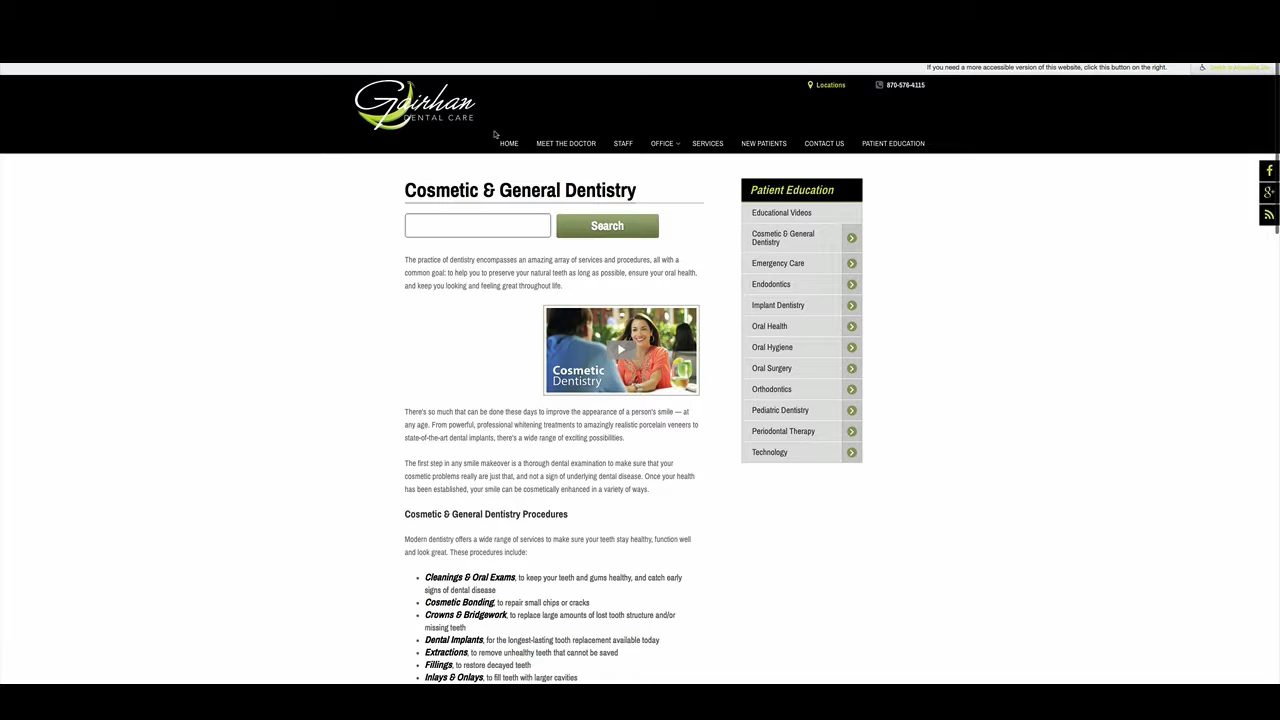 If you need a more accessible version of this website, click this button on the right.
Gairhan
DENTAL CARE
Locations
870-576-4115
HOME
MEET THE DOCTOR
STAFF
OFFICE
SERVICES
NEW PATIENTS
CONTACT US
PATIENT EDUCATION
Cosmetic & General Dentistry
Search
The practice of dentistry encompasses an amazing array of services and procedures, all with a
common goal: to help you to preserve your natural teeth as long as possible, ensure your oral health,
and keep you looking and feeling great throughout life.
Cosmetic
Dentistry
There's so much that can be done these days to improve the appearance of a person's smile — at
any age. From powerful, professional whitening treatments to amazingly realistic porcelain veneers to
state-of-the-art dental implants, there's a wide range of exciting possibilities.
The first step in any smile makeover is a thorough dental examination to make sure that your
cosmetic problems really are just that, and not a sign of underlying dental disease. Once your health
has been established, your smile can be cosmetically enhanced in a variety of ways.
Cosmetic & General Dentistry Procedures
Modern dentistry offers a wide range of services to make sure your teeth stay healthy, function well
and look great. These procedures include:
Cleanings & Oral Exams, to keep your teeth and gums healthy, and catch early
signs of dental disease
Cosmetic Bonding, to repair small chips or cracks
Crowns & Bridgework, to replace large amounts of lost tooth structure and/or
missing teeth
Dental Implants, for the longest-lasting tooth replacement available today
Extractions, to remove unhealthy teeth that cannot be saved
Fillings, to restore decayed teeth
Inlays & Onlays, to fill teeth with larger cavities
Patient Education
Educational Videos
Cosmetic & General
Dentistry
Emergency Care
Endodontics
Implant Dentistry
Oral Health
Oral Hygiene
Oral Surgery
Orthodontics
Pediatric Dentistry
Periodontal Therapy
Technology